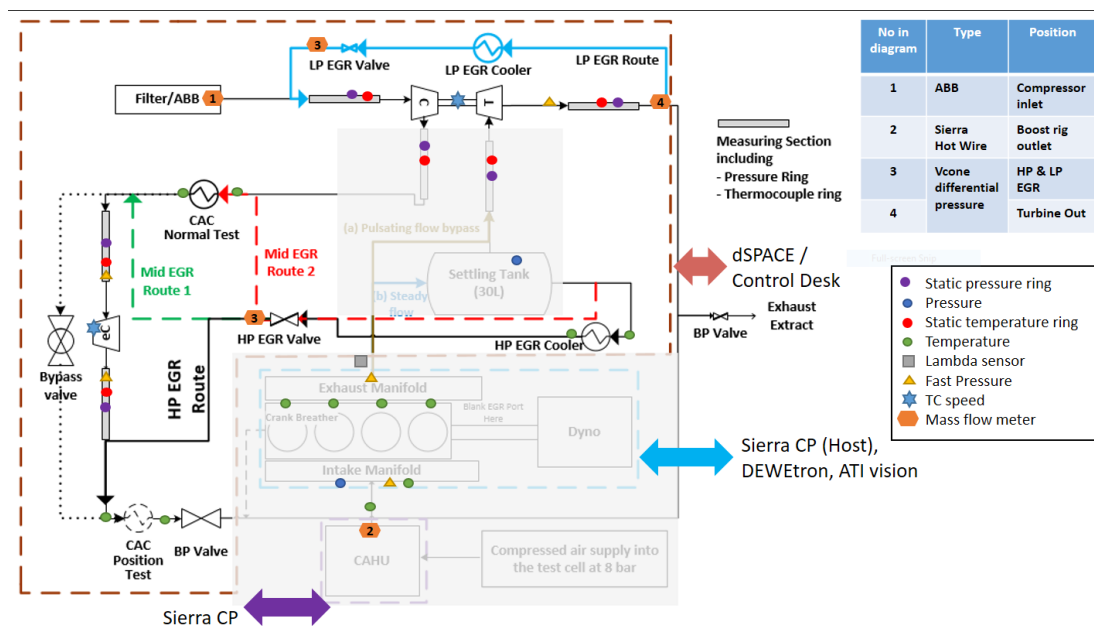 3
LP EGR Valve
LP EGR Cooler
LP EGR Route
Filter/ABB
1
C
T
4
No in
diagram
Type
Position
1
ABB
Compressor
inlet
2
Sierra
Hot Wire
Boost rig
outlet
3
Vcone
differential
pressure
HP & LP
EGR
4
Turbine Out
Measuring Section
including
- Pressure Ring
- Thermocouple ring
CAC
Normal Test
(a) Pulsating flow bypass
Mid EGR
Route 1
Mid EGR
Route 2
Settling Tank
(30L)
(b) Steady
flow
dSPACE /
Control Desk
Full-screen Snip
3
HP EGR Valve
HP EGR Cooler
BP Valve
Exhaust
Extract
eC
Bypass
valve
HP EGR
Route
Static pressure ring
Pressure
Static temperature ring
Temperature
Lambda sensor
Fast Pressure
TC speed
Mass flow meter
Exhaust Manifold
Crank Breather
Blank EGR Port
Here
Dyno
Intake Manifold
Sierra CP (Host),
DEWEtron, ATI vision
CAC
Position
Test
BP Valve
2
CAHU
Compressed air supply into
the test cell at 8 bar
Sierra CP